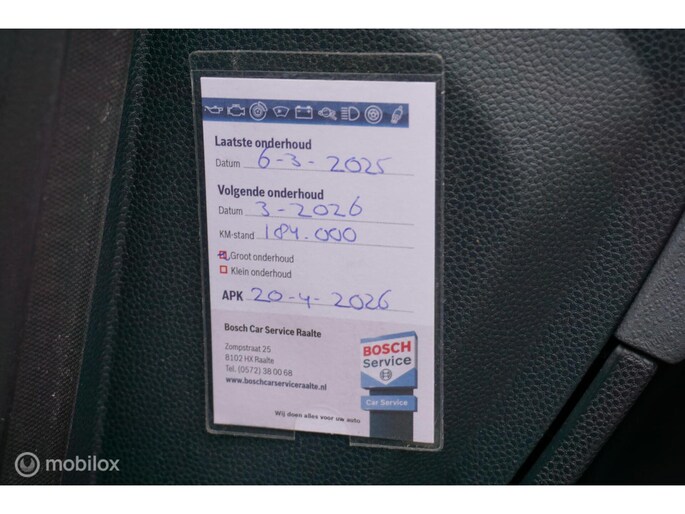 Laatste onderhoud
Datum 6-3-2025
Volgende onderhoud
Datum 3-2026
KM-stand 184.000
Groot onderhoud
Klein onderhoud
APK 20-4-2026
Bosch Car Service Raalte
Zompstraat 25
8102 HX Raalte
Tel. (0572) 38 00 68
www.boschcarserviceraalte.nl
BOSCH
Service
Car Service
Wij doen alles voor uw auto
mobilox